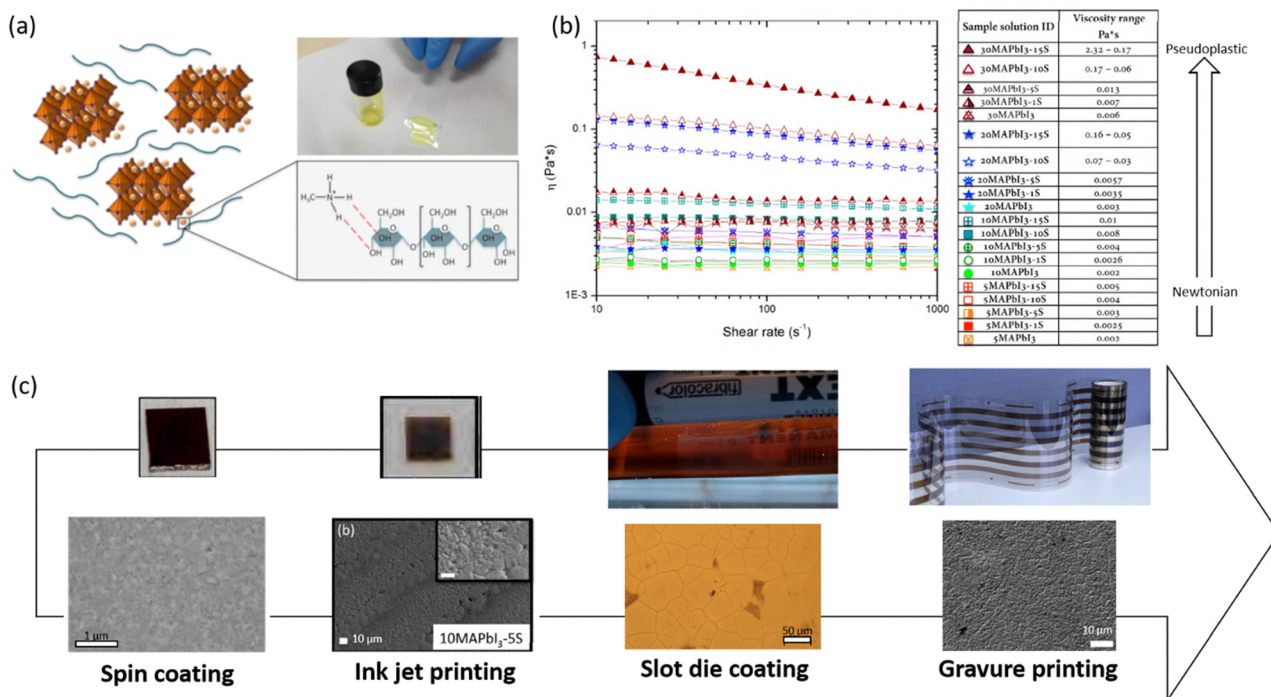 (a)
H
H₃C
N
+
H
H
CH₂OH
CH₂OH
CH₂OH
OH
OH
OH
OH
OH
OH
OH
OH
O
O
OH
(b)
η (Pa*s)
1
0.1
0.01
1E-3
10
100
1000
Shear rate (s⁻¹)
Sample solution ID Viscosity range Pa*s
30MAPbI3-15S 2.32 – 0.17
30MAPbI3-10S 0.17 – 0.06
30MAPbI3-5S 0.013
30MAPbI3-1S 0.007
30MAPbI3 0.006
20MAPbI3-15S 0.16 – 0.05
20MAPbI3-10S 0.07 – 0.03
20MAPbI3-5S 0.0057
20MAPbI3-1S 0.0035
20MAPbI3 0.003
10MAPbI3-15S 0.01
10MAPbI3-10S 0.008
10MAPbI3-5S 0.004
10MAPbI3-1S 0.0026
10MAPbI3 0.002
5MAPbI3-15S 0.005
5MAPbI3-10S 0.004
5MAPbI3-5S 0.003
5MAPbI3-1S 0.0025
5MAPbI3 0.002
Pseudoplastic
Newtonian
(c)
fibracolor
EXT
1 μm
(b)
10 μm
10MAPbI₃-5S
50 μm
10 μm
Spin coating
Ink jet printing
Slot die coating
Gravure printing